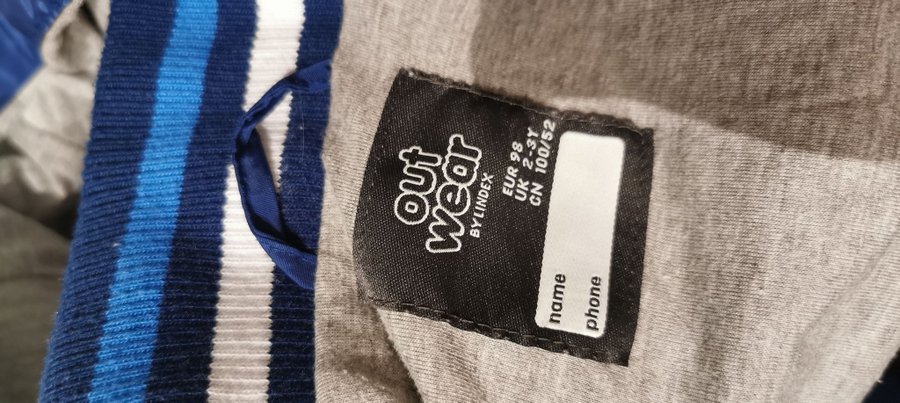 out
wear
BY LINDEX
EUR 98
UK 2-3Y
CN 100/52
name
phone